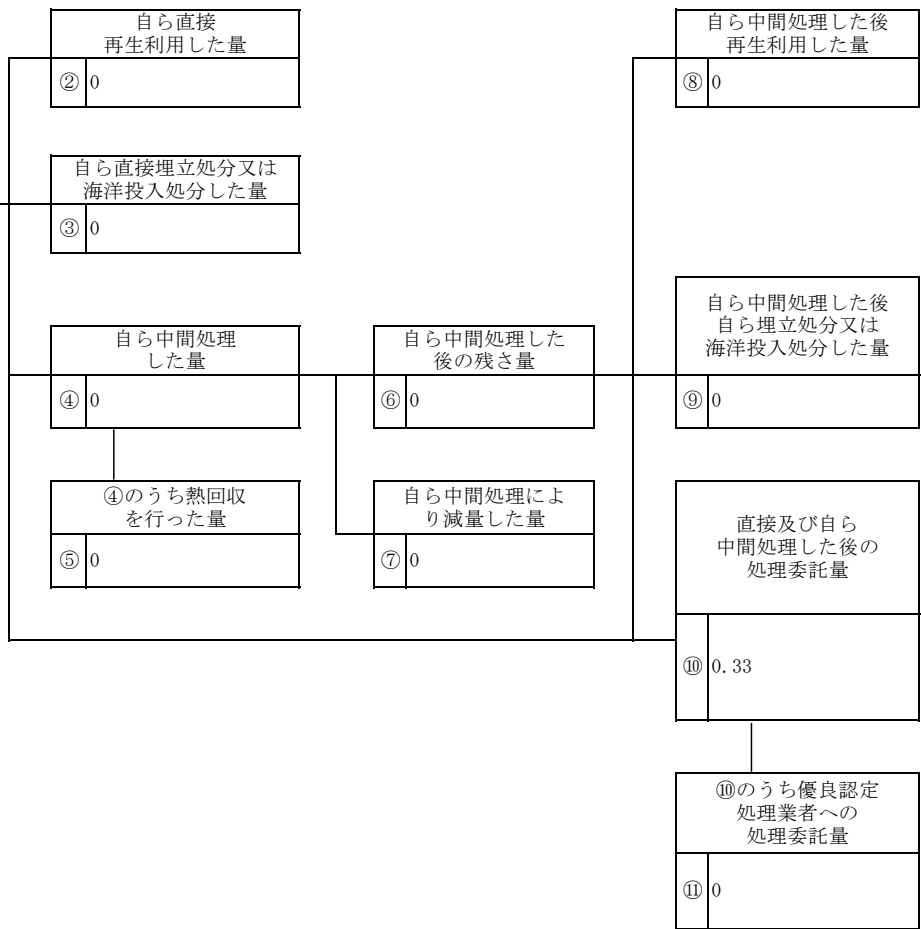 自ら直接
再生利用した量
② 0
自ら中間処理した後
再生利用した量
⑧ 0
自ら直接埋立処分又は
海洋投入処分した量
③ 0
自ら中間処理
した量
④ 0
自ら中間処理した
後の残さ量
⑥ 0
自ら中間処理した後
自ら埋立処分又は
海洋投入処分した量
⑨ 0
④のうち熱回収
を行った量
⑤ 0
自ら中間処理によ
り減量した量
⑦ 0
直接及び自ら
中間処理した後の
処理委託量
⑩ 0.33
⑩のうち優良認定
処理業者への
処理委託量
⑪ 0